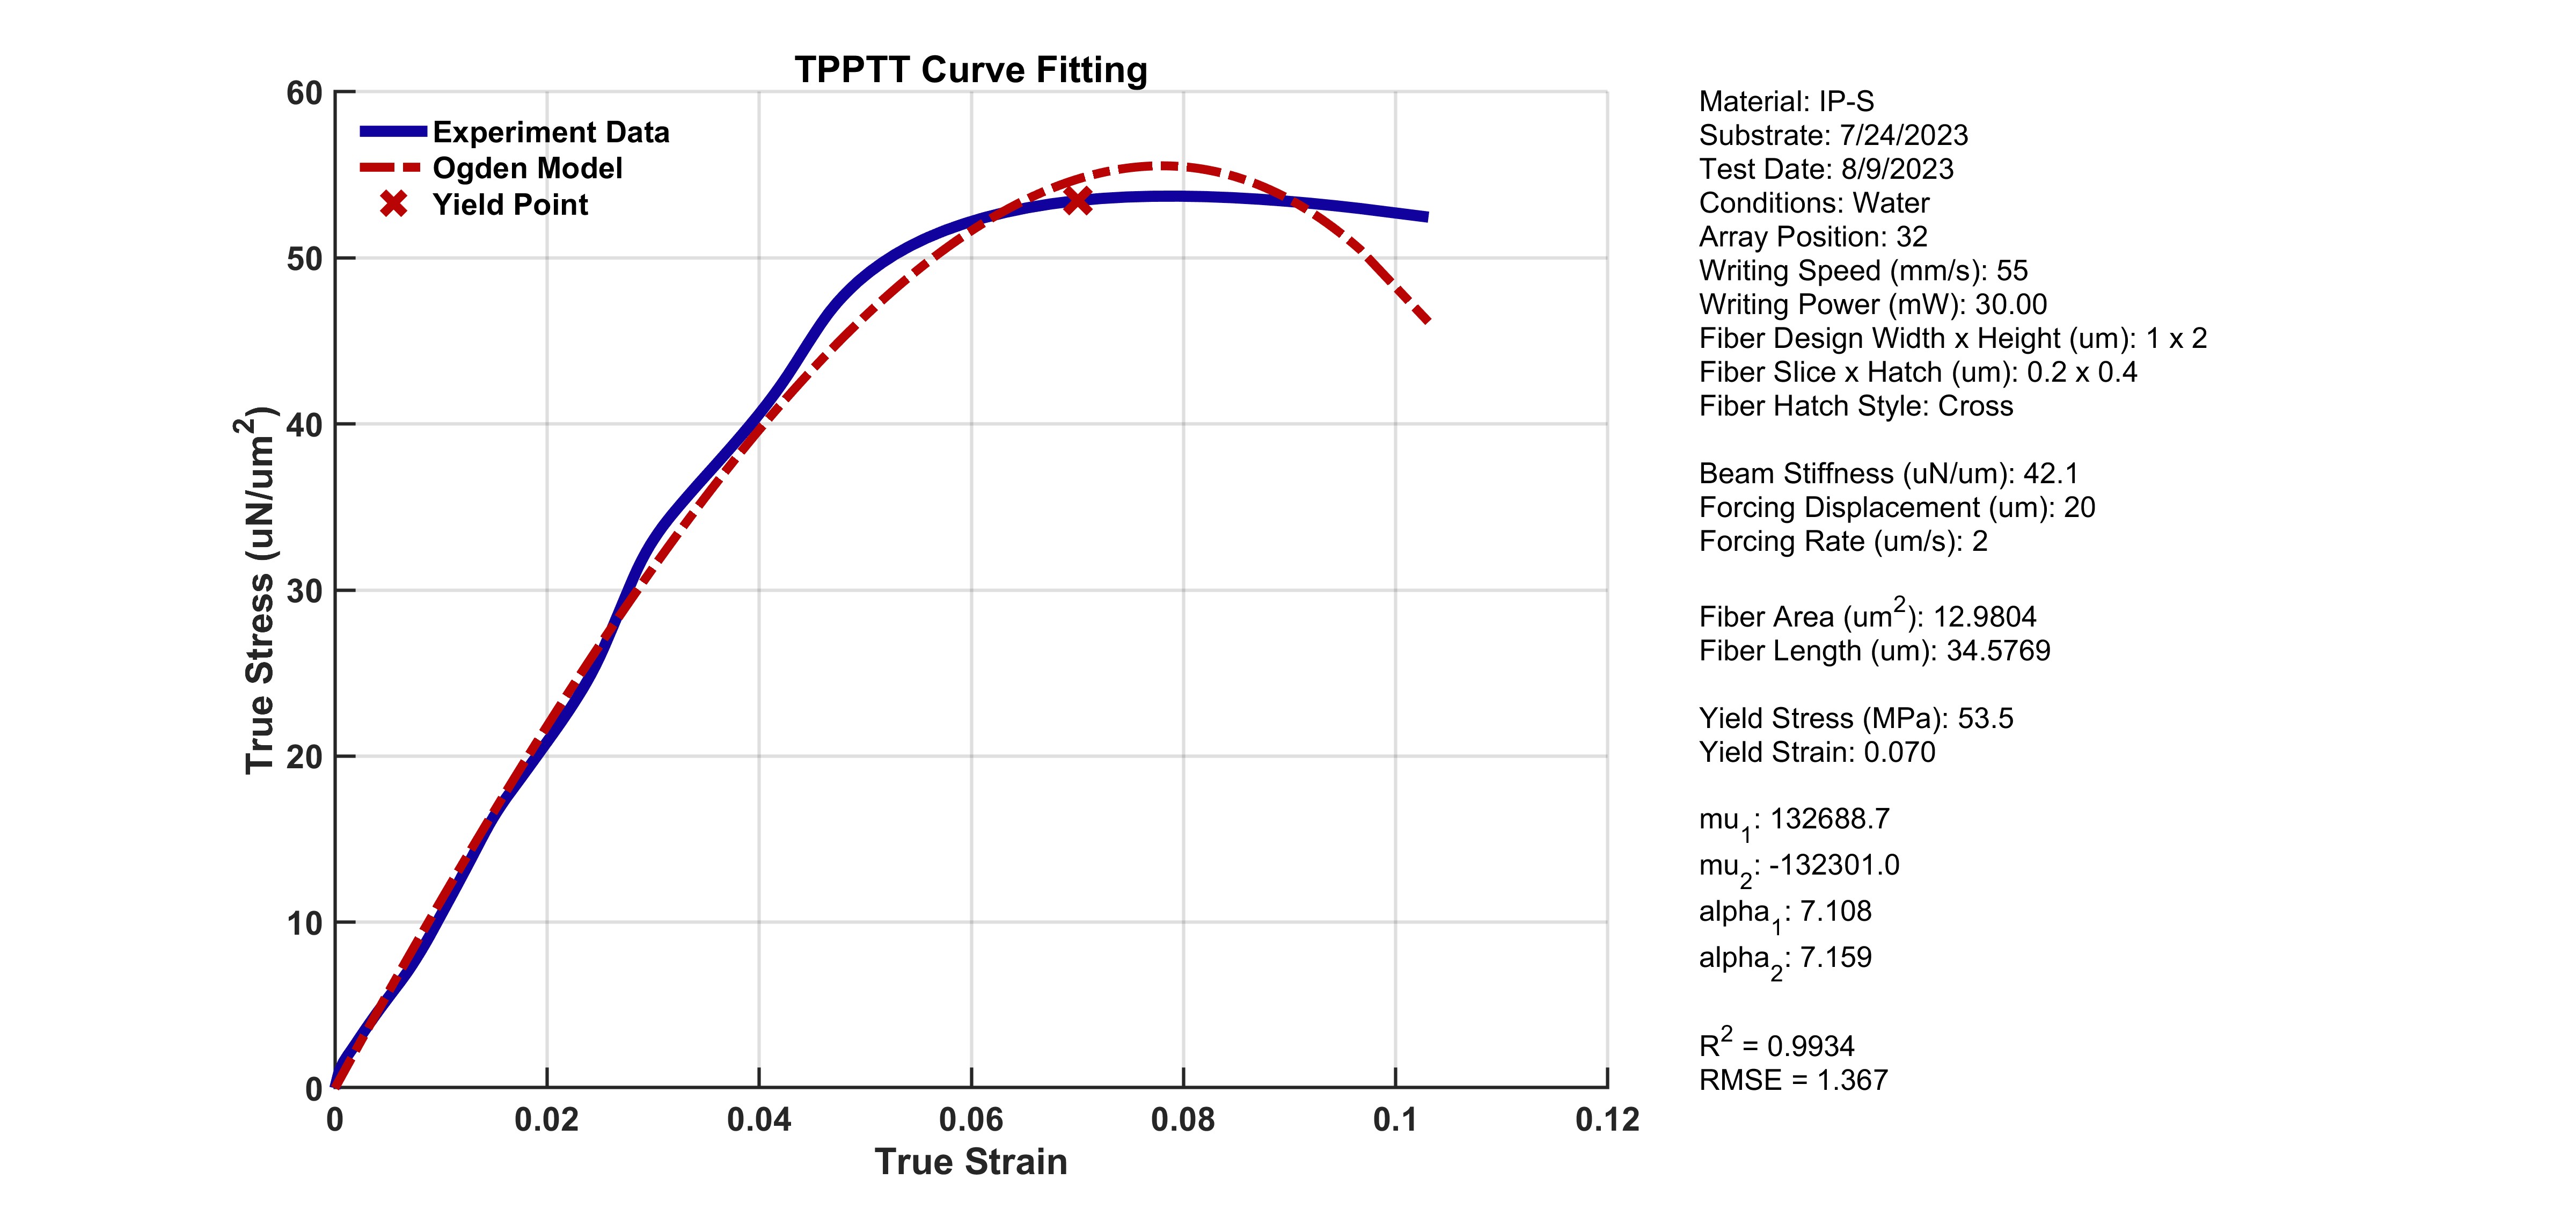 TPPTT Curve Fitting
60
50
40
30
20
10
0
True Stress (uN/um²)
Experiment Data
Ogden Model
Yield Point
0 0.02 0.04 0.06 0.08 0.1 0.12
True Strain
Material: IP-S
Substrate: 7/24/2023
Test Date: 8/9/2023
Conditions: Water
Array Position: 32
Writing Speed (mm/s): 55
Writing Power (mW): 30.00
Fiber Design Width x Height (um): 1 x 2
Fiber Slice x Hatch (um): 0.2 x 0.4
Fiber Hatch Style: Cross
Beam Stiffness (uN/um): 42.1
Forcing Displacement (um): 20
Forcing Rate (um/s): 2
Fiber Area (um²): 12.9804
Fiber Length (um): 34.5769
Yield Stress (MPa): 53.5
Yield Strain: 0.070
mu₁: 132688.7
mu₂: -132301.0
alpha₁: 7.108
alpha₂: 7.159
R² = 0.9934
RMSE = 1.367